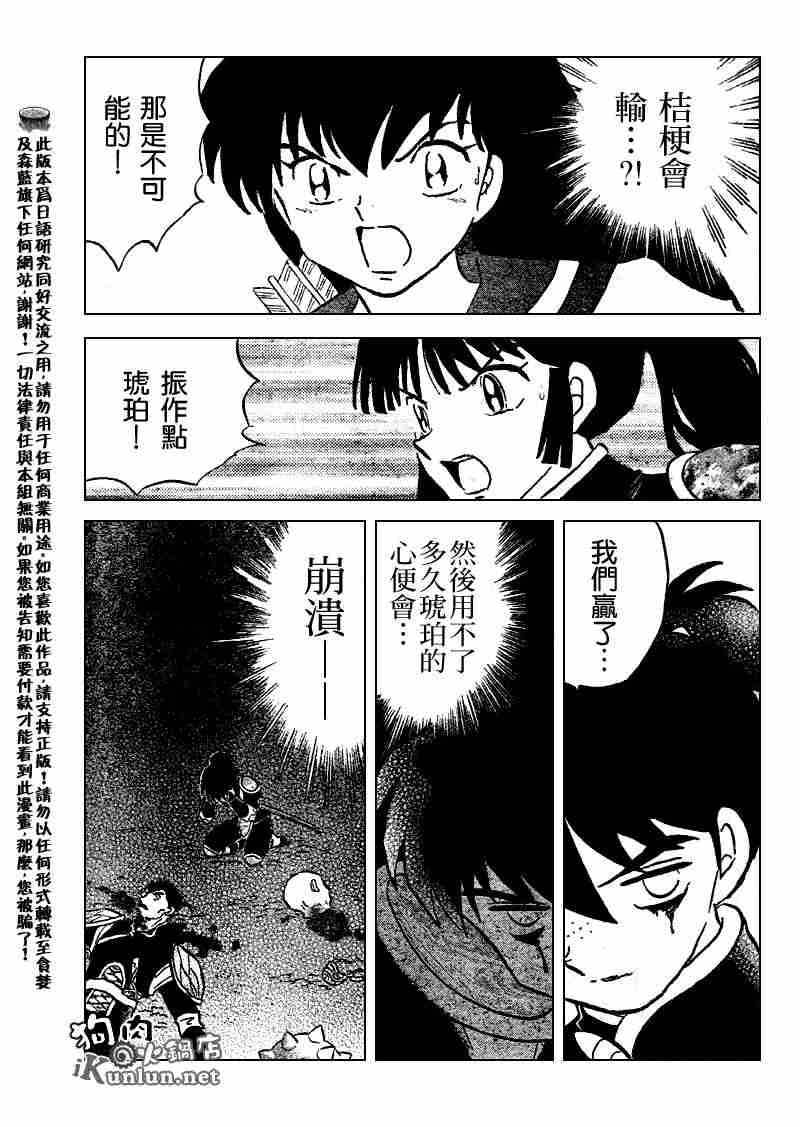 桔梗會
輸…?!
那是不可
能的！
振作點
琥珀！
我們贏了…
然後用不了
多久琥珀的
心便會…
崩潰——
此版本爲日語研究同好交流之用，請勿用于任何商業用途。如您喜歡此作品，請支持正版！請勿以任何形式轉載至貪婪
及淼藍旗下任何網站，謝謝！一切法律責任與本組無關。如果您被告知需要付款才能看到此漫畫，那麼，您被騙了！
狗肉火鍋店
iKunlun.net